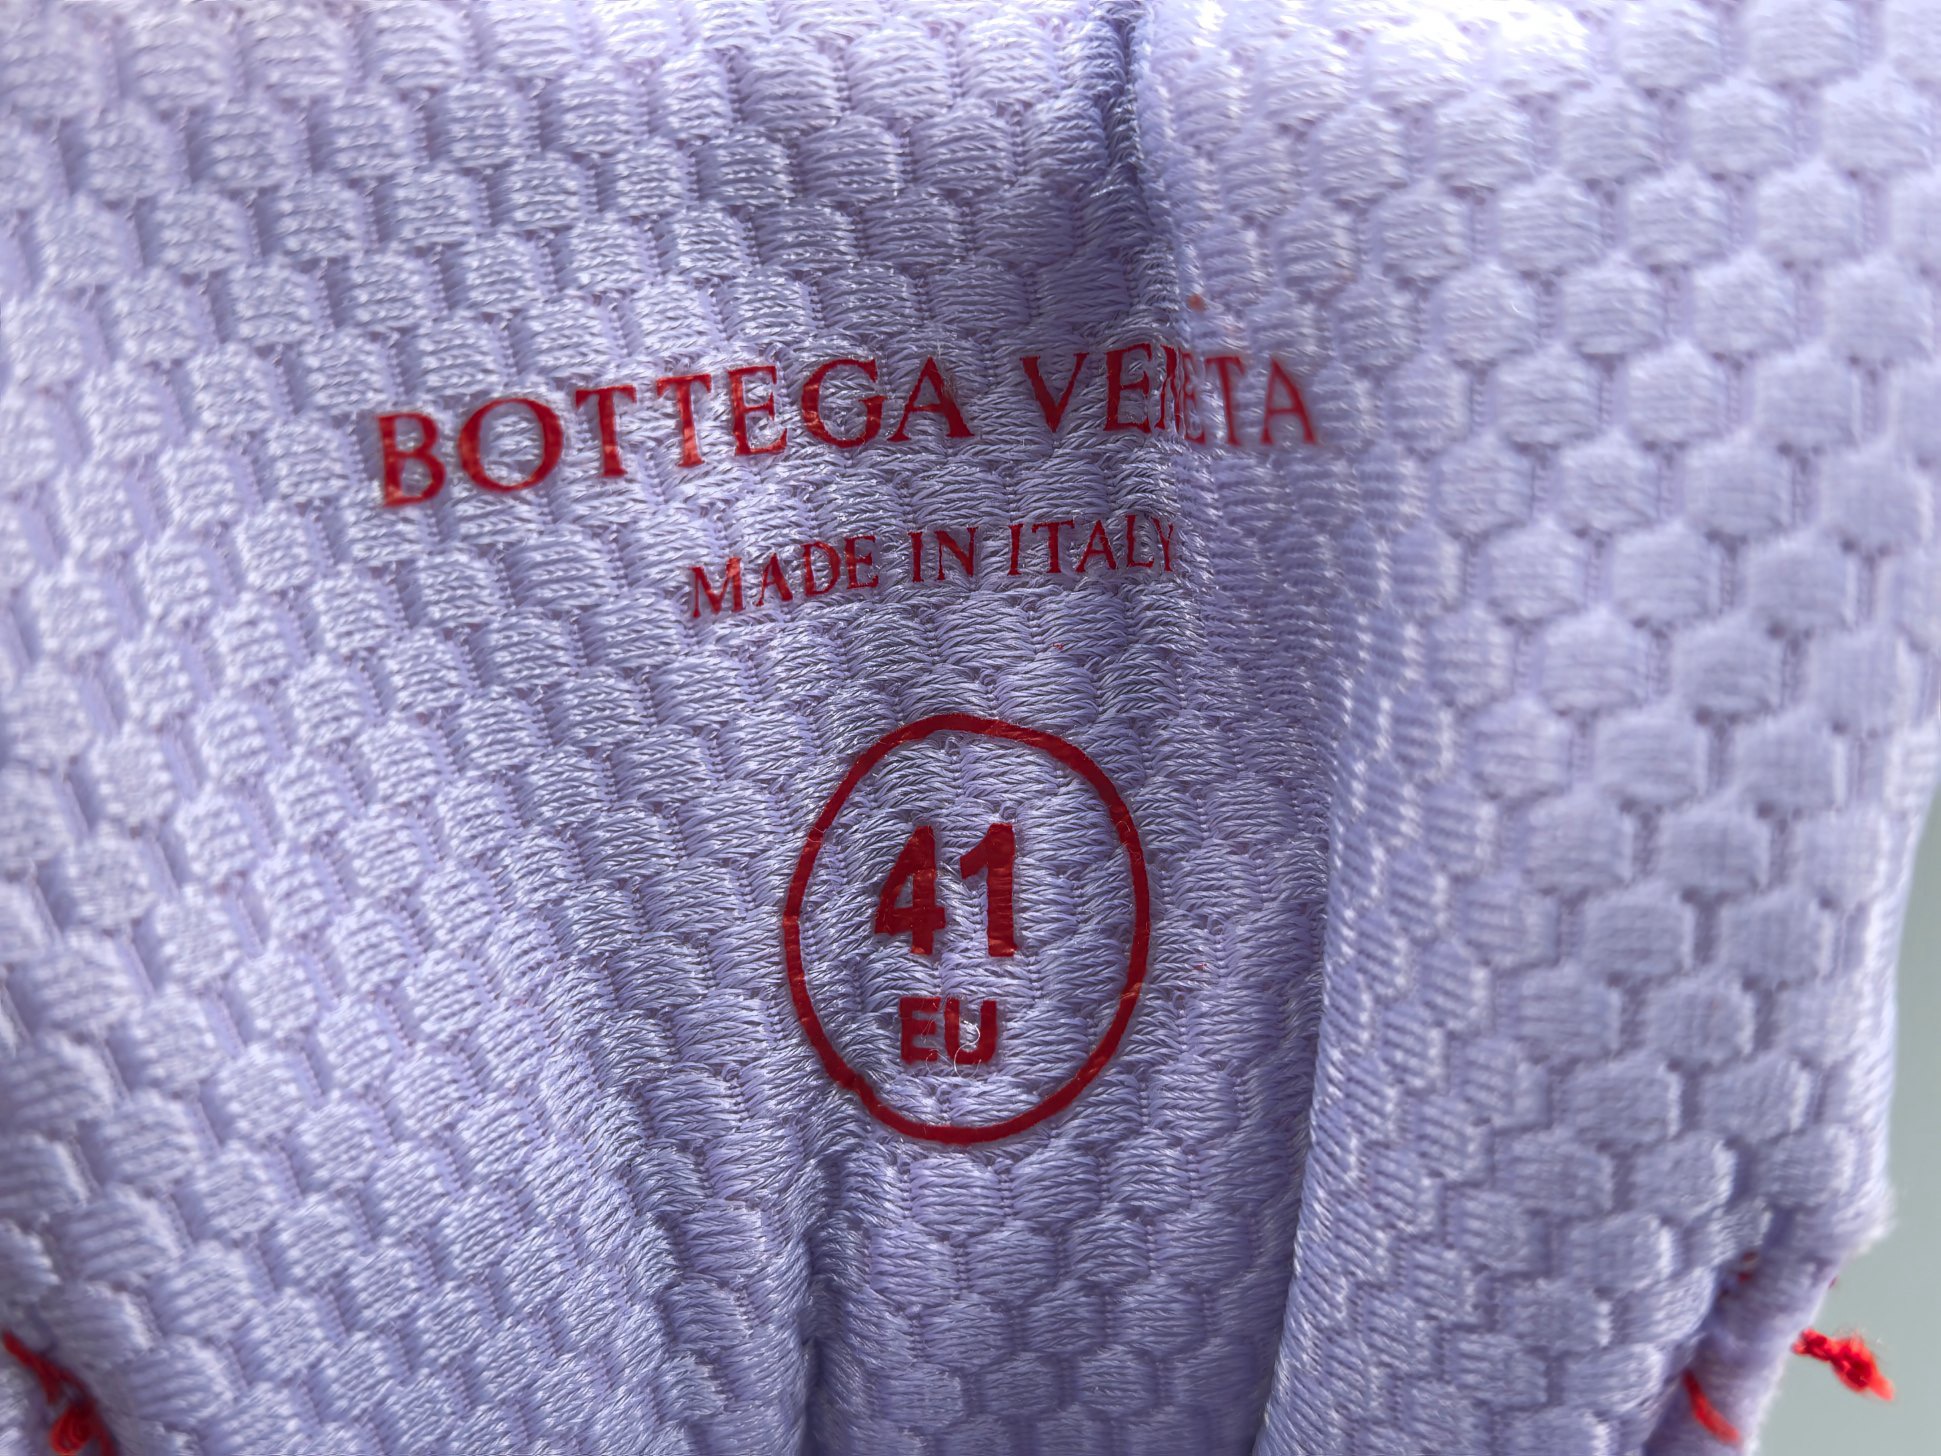 BOTTEGA VENETA
MADE IN ITALY
41
EU